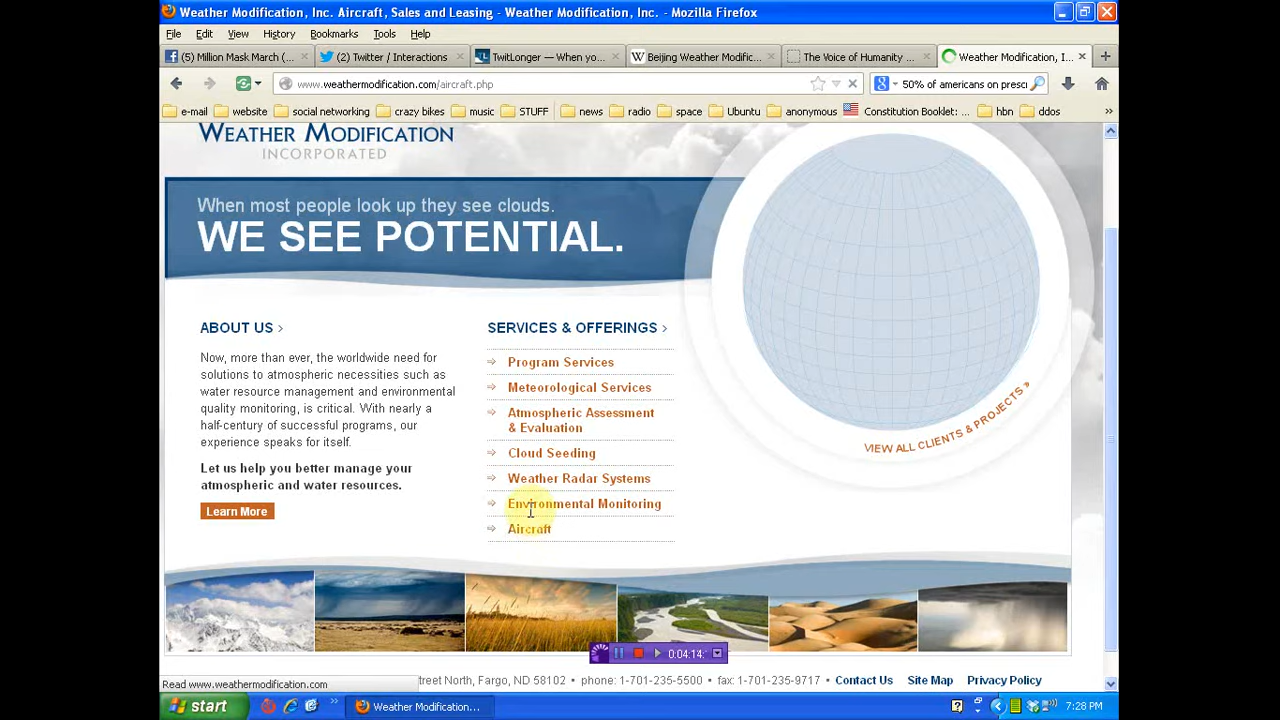 Weather Modification, Inc. Aircraft, Sales and Leasing - Weather Modification, Inc. - Mozilla Firefox
File Edit View History Bookmarks Tools Help
(5) Million Mask March (
(2) Twitter / Interactions
TwitLonger — When yo...
Beijing Weather Modific...
The Voice of Humanity ...
Weather Modification, I...
www.weathermodification.com/aircraft.php
50% of americans on presc
e-mail website social networking crazy bikes music STUFF news radio space Ubuntu anonymous Constitution Booklet: ... hbn ddos »
WEATHER MODIFICATION
INCORPORATED
When most people look up they see clouds.
WE SEE POTENTIAL.
ABOUT US >
Now, more than ever, the worldwide need for
solutions to atmospheric necessities such as
water resource management and environmental
quality monitoring, is critical. With nearly a
half-century of successful programs, our
experience speaks for itself.
Let us help you better manage your
atmospheric and water resources.
Learn More
SERVICES & OFFERINGS >
Program Services
Meteorological Services
Atmospheric Assessment
& Evaluation
Cloud Seeding
Weather Radar Systems
Environmental Monitoring
Aircraft
VIEW ALL CLIENTS & PROJECTS »
0:04:14
Read www.weathermodification.com
treet North, Fargo, ND 58102 • phone: 1-701-235-5500 • fax: 1-701-235-9717 • Contact Us Site Map Privacy Policy
start
Weather Modification...
7:28 PM